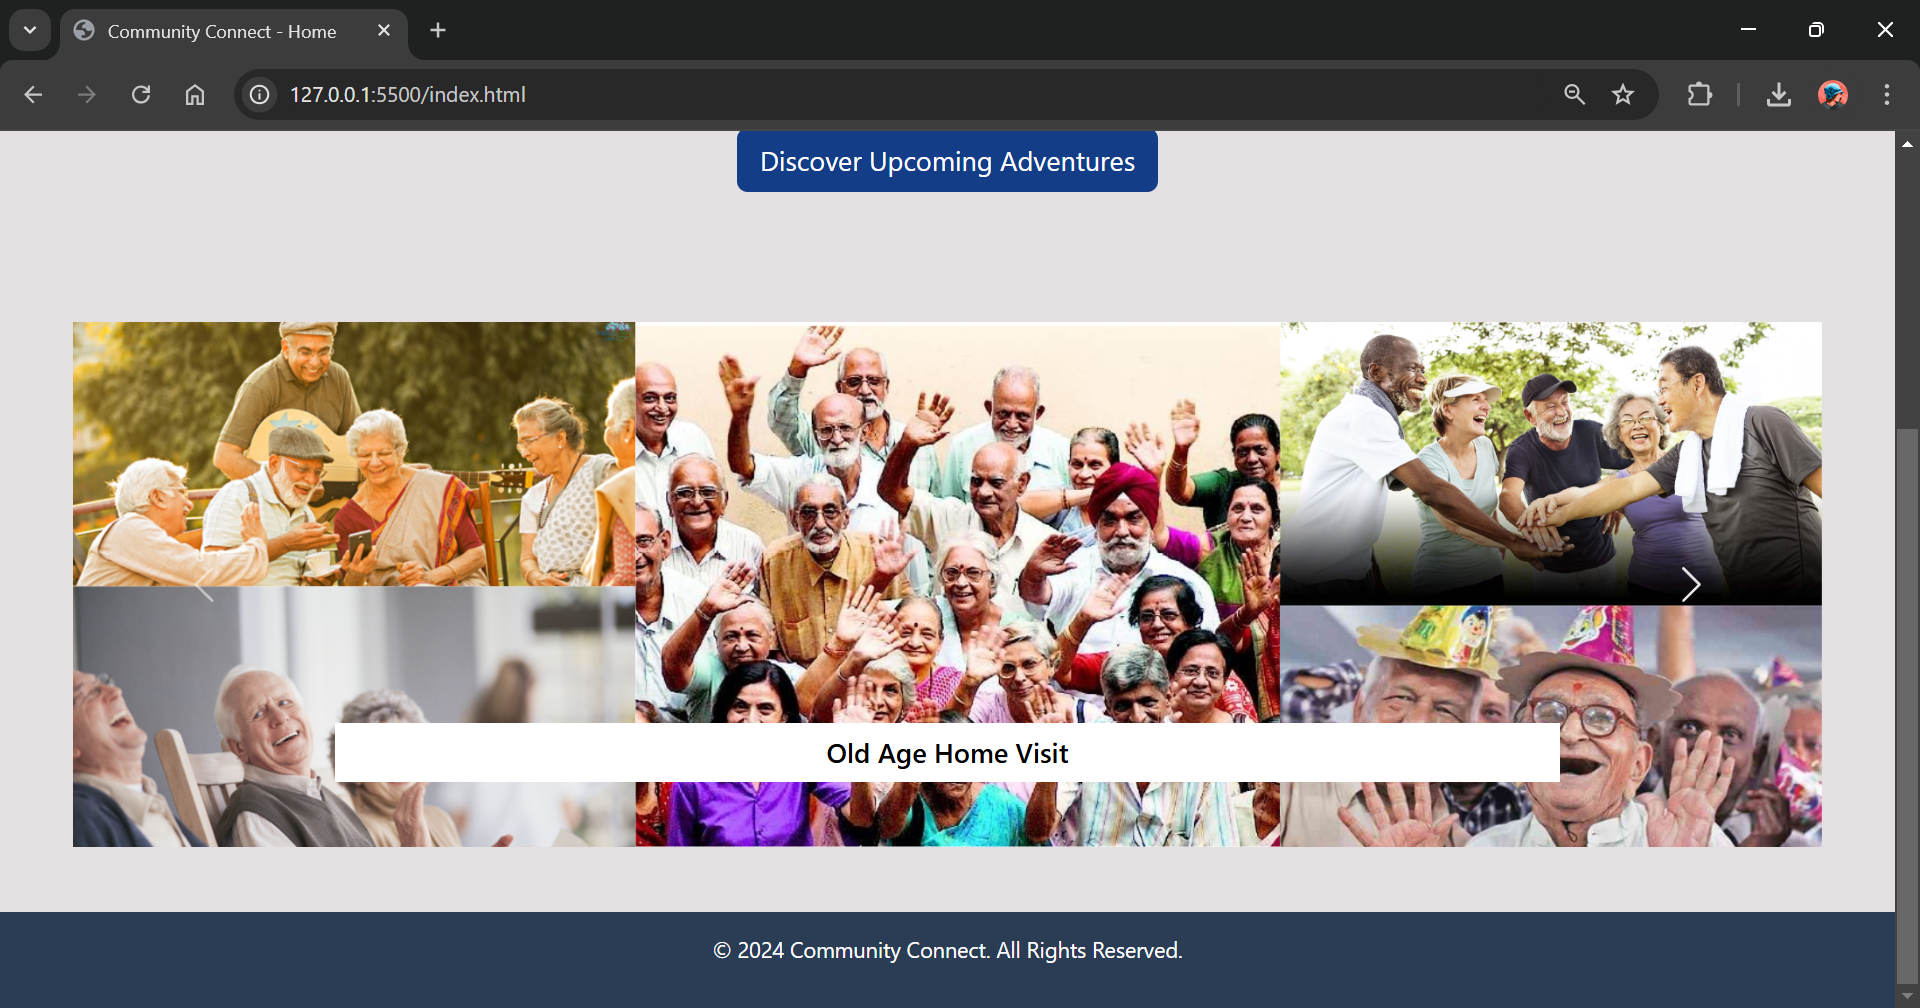 Community Connect - Home
127.0.0.1:5500/index.html
Discover Upcoming Adventures
Old Age Home Visit
© 2024 Community Connect. All Rights Reserved.